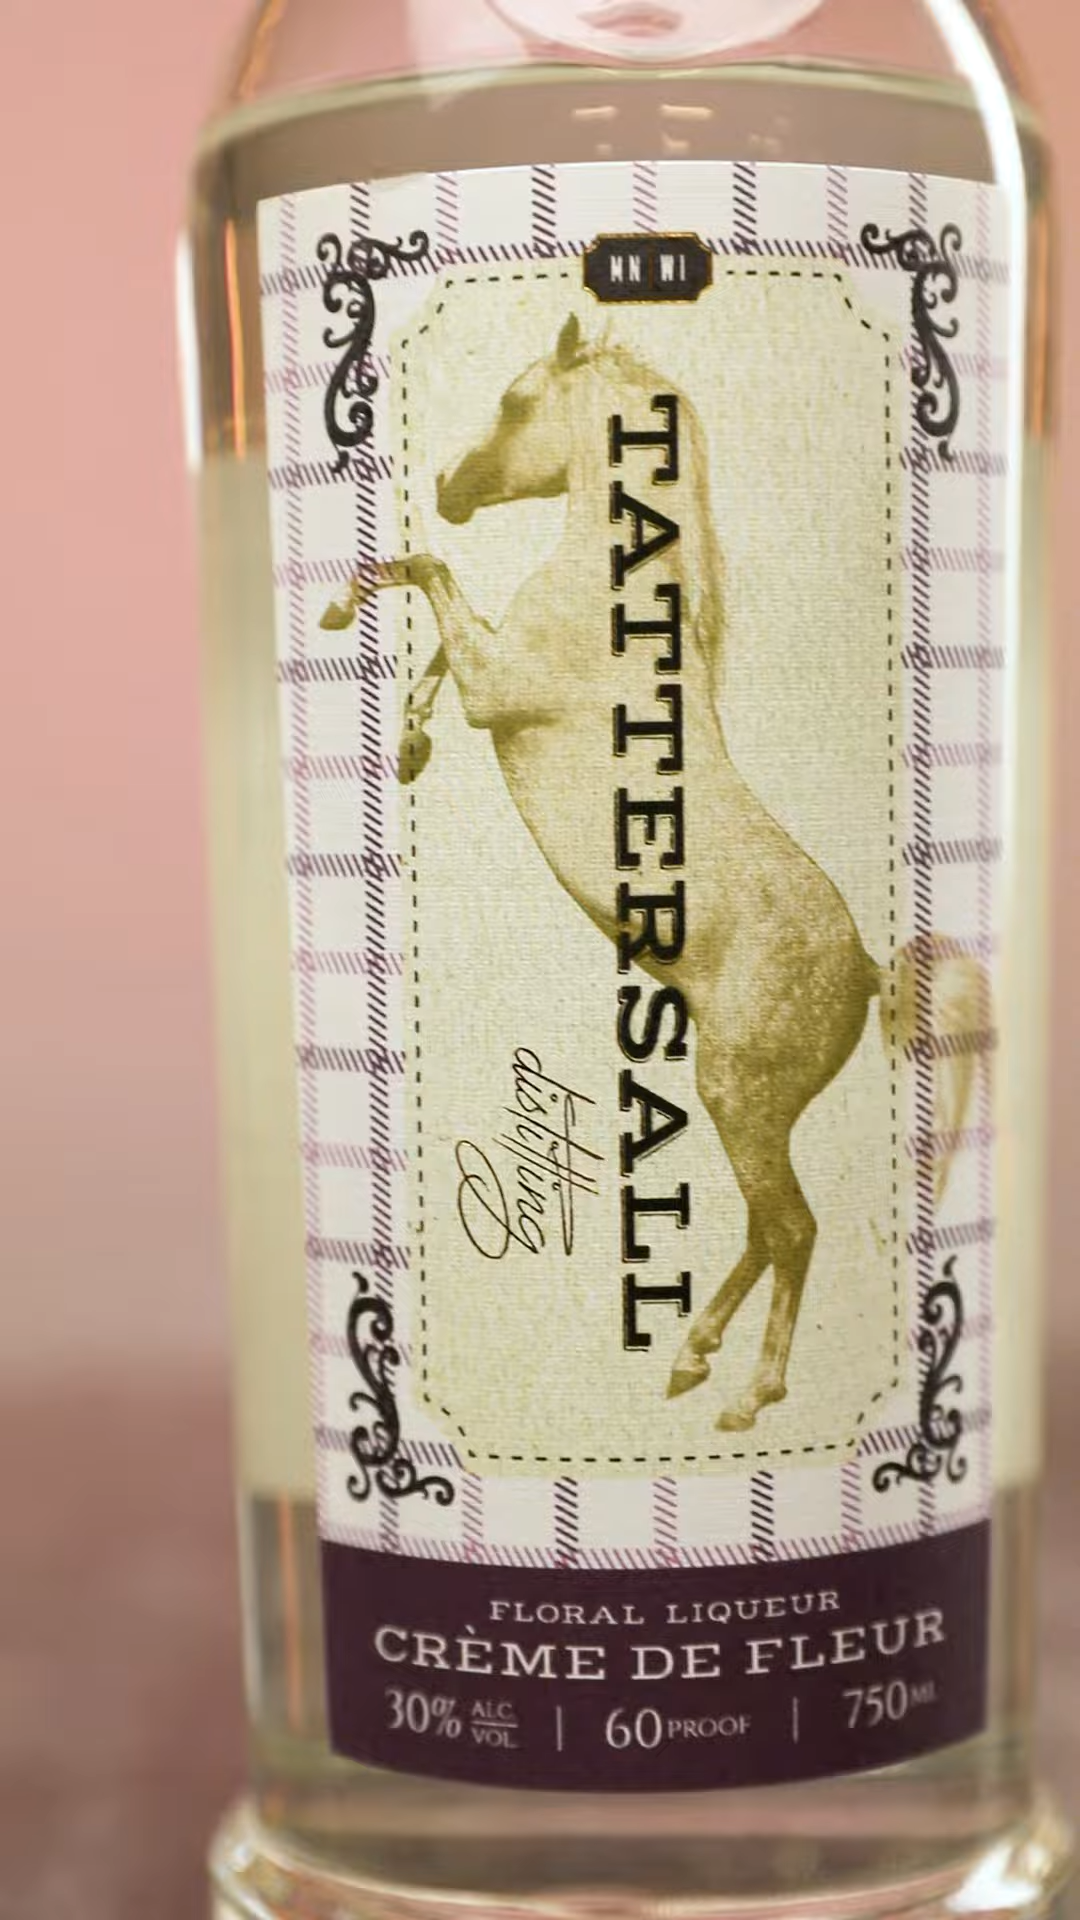 MN WI
TATTERSALL
distilling
FLORAL LIQUEUR
CRÈME DE FLEUR
30% ALC. VOL. | 60 PROOF | 750 ML